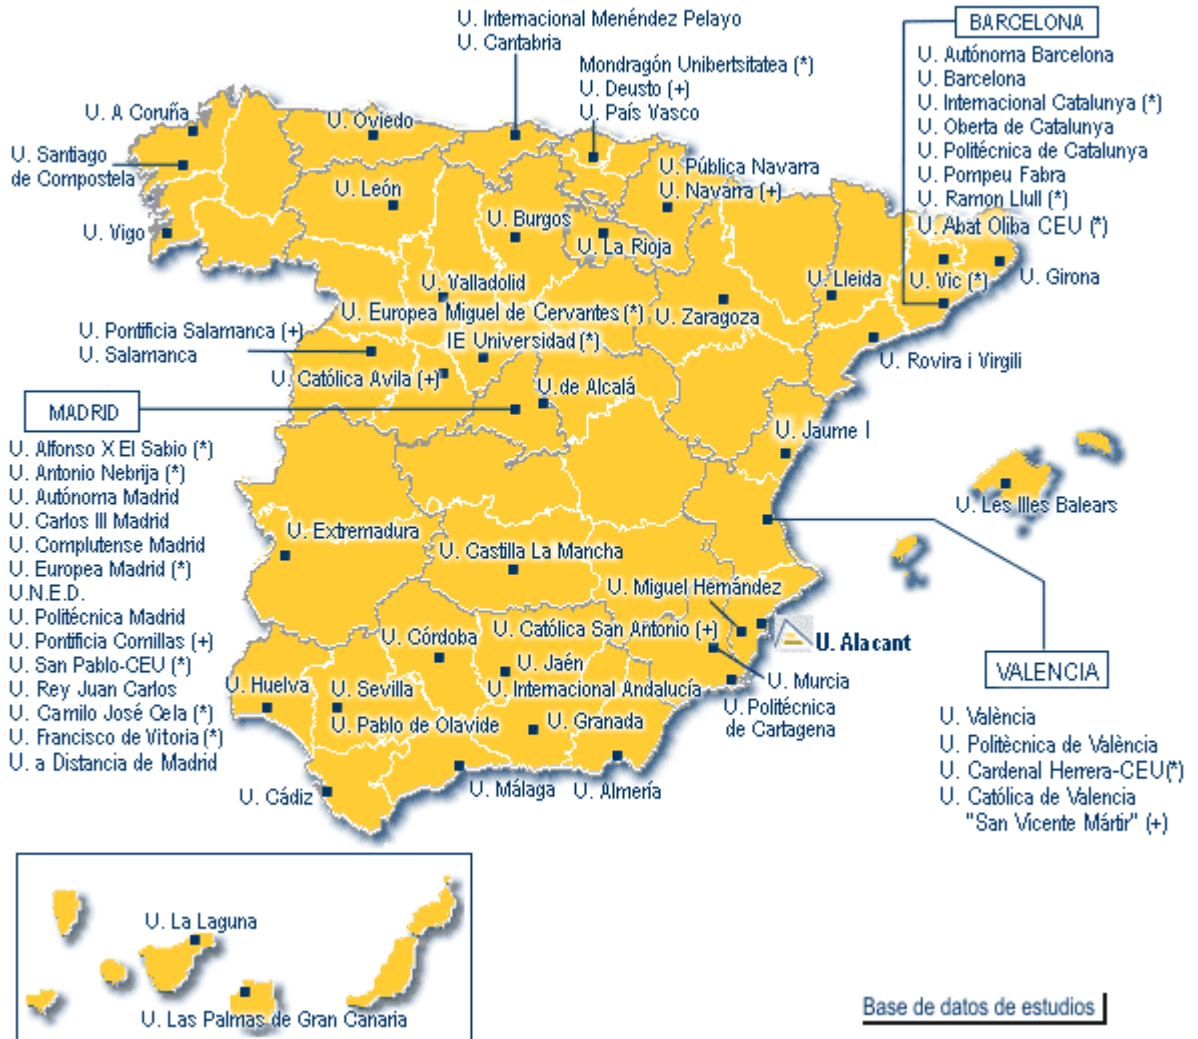 U. Internacional Menéndez Pelayo
U. Cantabria
Mondragón Unibertsitatea (*)
U. Deusto (+)
U. País Vasco
BARCELONA
U. Autónoma Barcelona
U. Barcelona
U. Internacional Catalunya (*)
U. Oberta de Catalunya
U. Politécnica de Catalunya
U. Pompeu Fabra
U. Ramon Llull (*)
U. Abat Oliba CEU (*)
U. A Coruña
U. Oviedo
U. Santiago
de Compostela
U. Pública Navarra
U. Navarra (+)
U. León
U. Burgos
U. Vigo
U. La Rioja
U. Valladolid
U. Lleida
U. Vic (*)
U. Girona
U. Europea Miguel de Cervantes (*)
U. Zaragoza
U. Pontificia Salamanca (+)
U. Salamanca
IE Universidad (*)
U. Rovira i Virgili
U. Católica Avila (+)
U.de Alcalá
MADRID
U. Alfonso X El Sabio (*)
U. Antonio Nebrija (*)
U. Autónoma Madrid
U. Carlos III Madrid
U. Complutense Madrid
U. Europea Madrid (*)
U.N.E.D.
U. Politécnica Madrid
U. Pontificia Comillas (+)
U. San Pablo-CEU (*)
U. Rey Juan Carlos
U. Camilo José Cela (*)
U. Francisco de Vitoria (*)
U. a Distancia de Madrid
U. Jaume I
U. Les Illes Balears
U. Extremadura
U. Castilla La Mancha
U. Miguel Hernández
U. Córdoba
U. Católica San Antonio (+)
U. Alacant
U. Jaén
U. Huelva
U. Sevilla
U. Internacional Andalucía
U. Murcia
VALENCIA
U. Pablo de Olavide
U. Granada
U. Politécnica
de Cartagena
U. València
U. Politècnica de València
U. Cardenal Herrera-CEU(*)
U. Católica de Valencia
"San Vicente Mártir" (+)
U. Cádiz
U. Málaga
U. Almería
U. La Laguna
U. Las Palmas de Gran Canaria
Base de datos de estudios